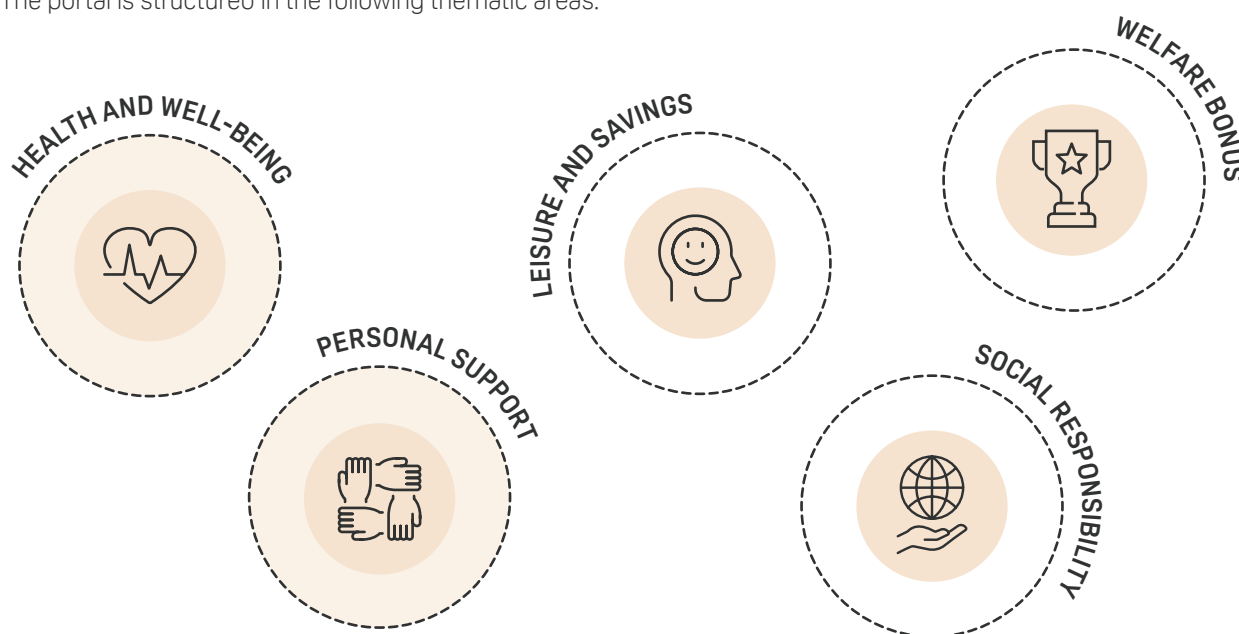 The portal is structured in the following thematic areas:
HEALTH AND WELL-BEING
PERSONAL SUPPORT
LEISURE AND SAVINGS
SOCIAL RESPONSIBILITY
WELFARE BONUS